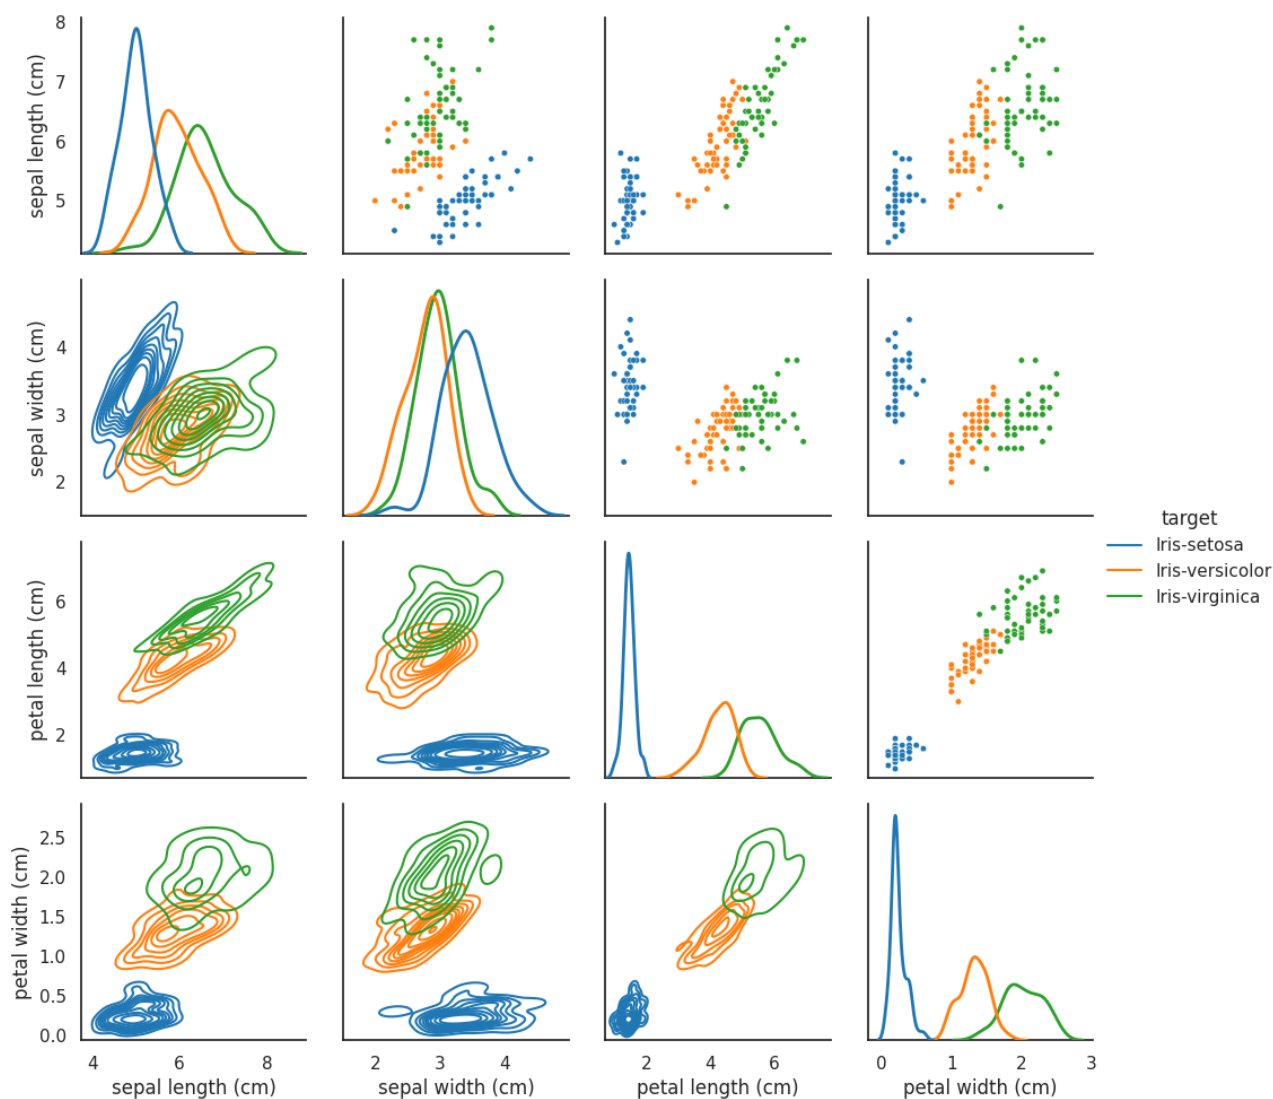 8
7
6
5
sepal length (cm)
4
3
2
sepal width (cm)
6
4
2
petal length (cm)
target
Iris-setosa
Iris-versicolor
Iris-virginica
2.5
2.0
1.5
1.0
0.5
0.0
petal width (cm)
4 6 8
2 3 4
2 4 6
0 1 2 3
sepal length (cm)
sepal width (cm)
petal length (cm)
petal width (cm)